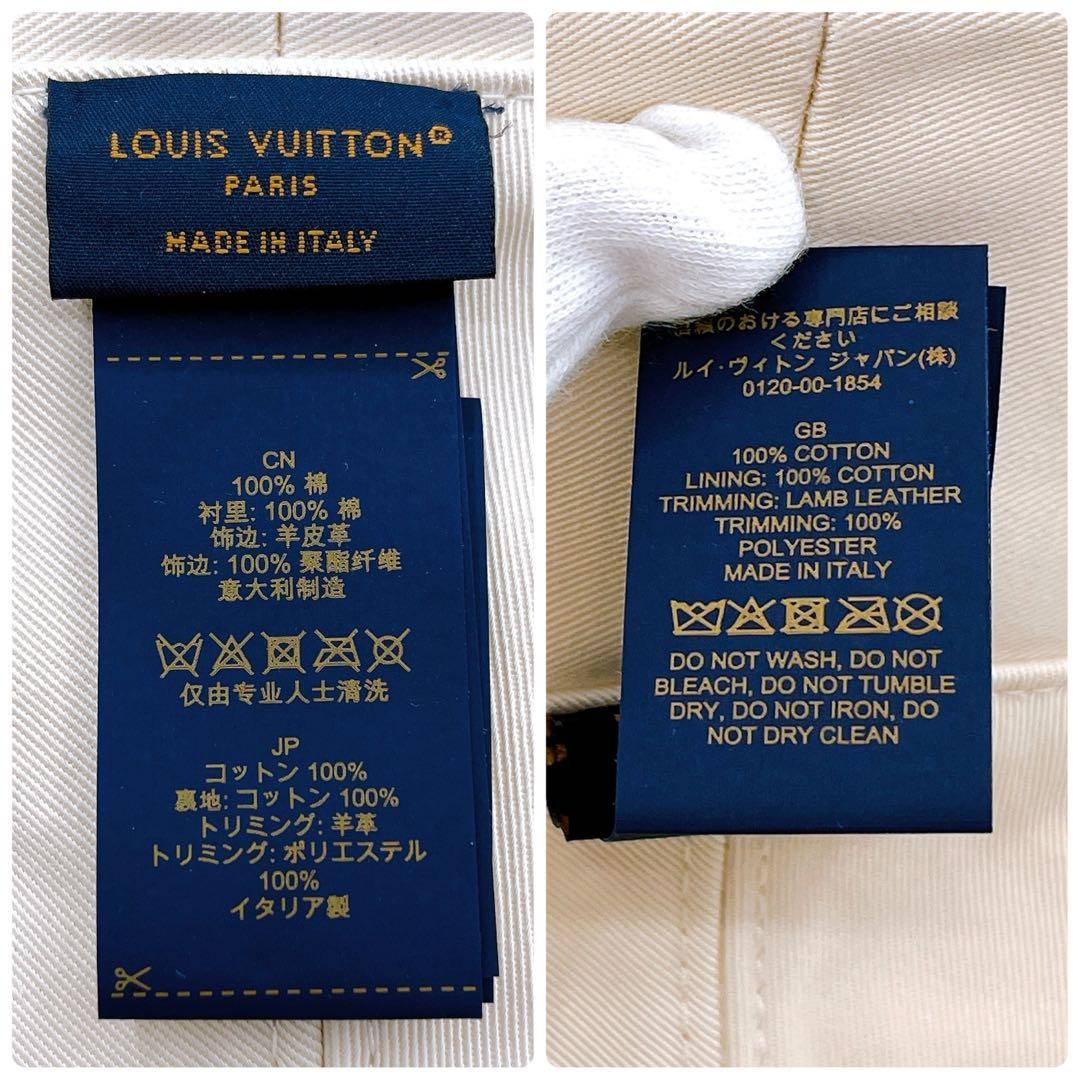 LOUIS VUITTON®
PARIS
MADE IN ITALY
CN
100% 棉
衬里: 100% 棉
饰边: 羊皮革
饰边: 100% 聚酯纤维
意大利制造
仅由专业人士清洗
JP
コットン 100%
裏地: コットン 100%
トリミング: 羊革
トリミング: ポリエステル
100%
イタリア製
のおける専門店にご相談
ください
ルイ・ヴィトン ジャパン(株)
0120-00-1854
GB
100% COTTON
LINING: 100% COTTON
TRIMMING: LAMB LEATHER
TRIMMING: 100%
POLYESTER
MADE IN ITALY
DO NOT WASH, DO NOT
BLEACH, DO NOT TUMBLE
DRY, DO NOT IRON, DO
NOT DRY CLEAN